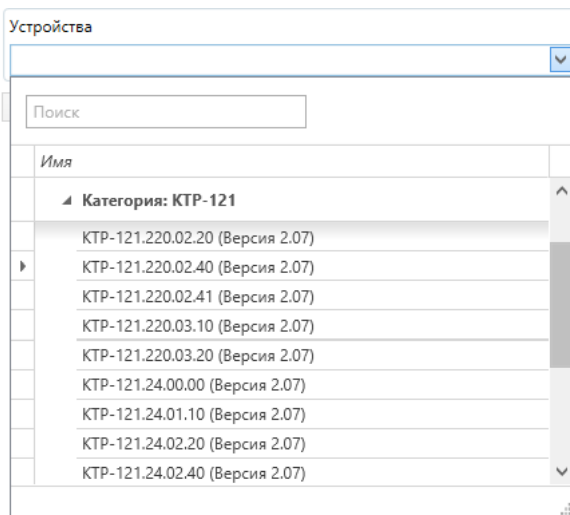 Устройства
Поиск
Имя
Категория: КТР-121
КТР-121.220.02.20 (Версия 2.07)
КТР-121.220.02.40 (Версия 2.07)
КТР-121.220.02.41 (Версия 2.07)
КТР-121.220.03.10 (Версия 2.07)
КТР-121.220.03.20 (Версия 2.07)
КТР-121.24.00.00 (Версия 2.07)
КТР-121.24.01.10 (Версия 2.07)
КТР-121.24.02.20 (Версия 2.07)
КТР-121.24.02.40 (Версия 2.07)